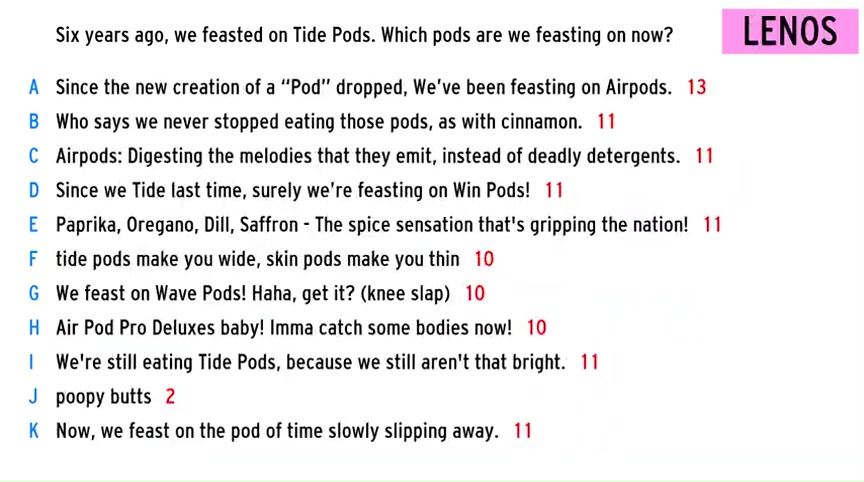 Six years ago, we feasted on Tide Pods. Which pods are we feasting on now?
LENOS
A Since the new creation of a “Pod” dropped, We've been feasting on Airpods. 13
B Who says we never stopped eating those pods, as with cinnamon. 11
C Airpods: Digesting the melodies that they emit, instead of deadly detergents. 11
D Since we Tide last time, surely we're feasting on Win Pods! 11
E Paprika, Oregano, Dill, Saffron - The spice sensation that's gripping the nation! 11
F tide pods make you wide, skin pods make you thin 10
G We feast on Wave Pods! Haha, get it? (knee slap) 10
H Air Pod Pro Deluxes baby! Imma catch some bodies now! 10
I We're still eating Tide Pods, because we still aren't that bright. 11
J poopy butts 2
K Now, we feast on the pod of time slowly slipping away. 11